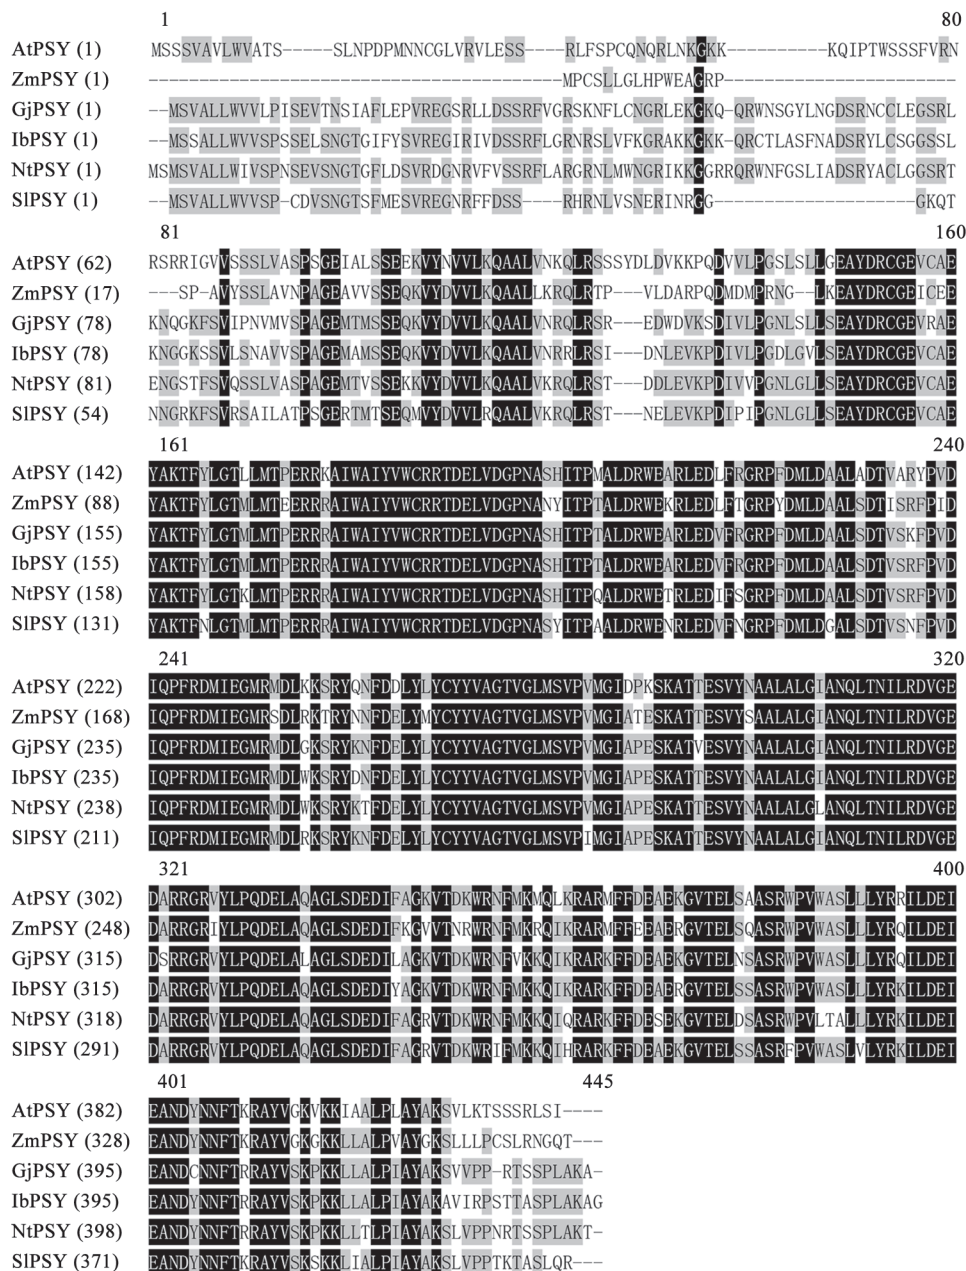 1 80
AtPSY (1) MSSSVAVLWVATS-----SLNPDPMNNCGLVRVLESS----RLFSPCQNQRLNKGKK----------KQIPTWSSSFVRN
ZmPSY (1) -----------------------------------------MPCSLLGLHPWEAGRP-----------------------
GjPSY (1) --MSVALLWVVLPISEVTNSIAFLEPVREGSRLLDSSRFVGRSKNFLCNGRLEKGKQ-QRWNSGYLNGDSRNCCLEGSRL
IbPSY (1) --MSSALLWVVSPSSELSNGTGIFYSVREGIRIVDSSRFLGRNRSLVFKGRAKKGKK-QRCTLASFNADSRYLCSGGSSL
NtPSY (1) MSMSVALLWIVSPNSEVSNGTGFLDSVRDGNRVFVSSRFLARGRNLMWNGRIKKGGRRQRWNFGSLIADSRYACLGGSRT
SlPSY (1) --MSVALLWVVSP-CDVSNGTSFMESVREGNRFFDSS----RHRNLVSNERINRGG--------------------GKQT
81 160
AtPSY (62) RSRRIGVVSSSLVASPSGEIALSSEEKVYNVVLKQAALVNKQLRSSSYDLDVKKPQDVVLPGSLSLLGEAYDRCGEVCAE
ZmPSY (17) ---SP-AVYSSLAVNPAGEAVVSSEQKVYDVVLKQAALLKRQLRTP---VLDARPQDMDMPRNG--LKEAYDRCGEICEE
GjPSY (78) KNQGKFSVIPNVMVSPAGEMTMSSEQKVYDVVLKQAALVNRQLRSR---EDWDVKSDIVLPGNLSLLSEAYDRCGEVRAE
IbPSY (78) KNGGKSSVLSNAVVSPAGEMAMSSEQKVYDVVLKQAALVNRRLRSI---DNLEVKPDIVLPGDLGVLSEAYDRCGEVCAE
NtPSY (81) ENGSTFSVQSSLVASPAGEMTVSSEKKVYDVVLKQAALVKRQLRST---DDLEVKPDIVVPGNLGLLSEAYDRCGEVCAE
SlPSY (54) NNGRKFSVRSAILATPSGERTMTSEQMVYDVVLRQAALVKRQLRST---NELEVKPDIPIPGNLGLLSEAYDRCGEVCAE
161 240
AtPSY (142) YAKTFYLGTLLMTPERRKAIWAIYVWCRRTDELVDGPNASHITPMALDRWEARLEDLFRGRPFDMLDAALADTVARYPVD
ZmPSY (88) YAKTFYLGTMLMTEERRRAIWAIYVWCRRTDELVDGPNANYITPTALDRWEKRLEDLFTGRPYDMLDAALSDTISRFPID
GjPSY (155) YAKTFYLGTMLMTPERRRAIWAIYVWCRRTDELVDGPNASHITPTALDRWEARLEDVFRGRPFDMLDAALSDTVSKFPVD
IbPSY (155) YAKTFYLGTMLMTPERRRAIWAIYVWCRRTDELVDGPNASHITPTALDRWEARLEDVFRGRPFDMLDAALSDTVSRFPVD
NtPSY (158) YAKTFYLGTKLMTPERRRAIWAIYVWCRRTDELVDGPNASHITPQALDRWETRLEDIFSGRPFDMLDAALSDTVSRFPVD
SlPSY (131) YAKTFNLGTMLMTPERRRAIWAIYVWCRRTDELVDGPNASYITPAALDRWENRLEDVFNGRPFDMLDGALSDTVSNFPVD
241 320
AtPSY (222) IQPFRDMIEGMRMDLKKSRYQNFDDLYLYCYYVAGTVGLMSVPVMGIDPKSKATTESVYNAALALGIANQLTNILRDVGE
ZmPSY (168) IQPFRDMIEGMRSDLRKTRYNNFDELYMYCYYVAGTVGLMSVPVMGIATESKATTESVYSAALALGIANQLTNILRDVGE
GjPSY (235) IQPFRDMIEGMRMDLGKSRYKNFDELYLYCYYVAGTVGLMSVPVMGIAPESKATVESVYNAALALGIANQLTNILRDVGE
IbPSY (235) IQPFRDMIEGMRMDLWKSRYDNFDELYLYCYYVAGTVGLMSVPVMGIAPESKATTESVYNAALALGIANQLTNILRDVGE
NtPSY (238) IQPFRDMIEGMRMDLWKSRYKTFDELYLYCYYVAGTVGLMSVPVMGIAPESKATTESVYNAALALGLANQLTNILRDVGE
SlPSY (211) IQPFRDMIEGMRMDLRKSRYKNFDELYLYCYYVAGTVGLMSVPIMGIAPESKATTESVYNAALALGIANQLTNILRDVGE
321 400
AtPSY (302) DARRGRVYLPQDELAQAGLSDEDIFAGKVTDKWRNFMKMQLKRARMFFDEAEKGVTELSAASRWPVWASLLLYRRILDEI
ZmPSY (248) DARRGRIYLPQDELAQAGLSDEDIFKGVVTNRWRNFMKRQIKRARMFFEEAERGVTELSQASRWPVWASLLLYRQILDEI
GjPSY (315) DSRRGRVYLPQDELALAGLSDEDILAGKVTDKWRNFVKKQIKRARKFFDEAEKGVTELNSASRWPVWASLLLYRQILDEI
IbPSY (315) DARRGRVYLPQDELAQAGLSDEDIYAGKVTDKWRNFMKKQIKRARKFFDEAERGVTELSSASRWPVWASLLLYRKILDEI
NtPSY (318) DARRGRVYLPQDELAQAGLSDEDIFAGRVTDKWRNFMKKQIQRARKFFDESEKGVTELDSASRWPVLTALLLYRKILDEI
SlPSY (291) DARRGRVYLPQDELAQAGLSDEDIFAGRVTDKWRIFMKKQIHRARKFFDEAEKGVTELSSASRFPVWASLVLYRKILDEI
401 445
AtPSY (382) EANDYNNFTKRAYVGKVKKIAALPLAYAKSVLKTSSSRLSI----
ZmPSY (328) EANDYNNFTKRAYVGKGKKLLALPVAYGKSLLLPCSLRNGQT---
GjPSY (395) EANDCNNFTRRAYVSKPKKLLALPIAYAKSVVPP-RTSSPLAKA-
IbPSY (395) EANDYNNFTRRAYVSKPKKLLALPIAYAKAVIRPSTTASPLAKAG
NtPSY (398) EANDYNNFTRRAYVSKPKKLLTLPIAYAKSLVPPNRTSSPLAKT-
SlPSY (371) EANDYNNFTKRAYVSKSKKLIALPIAYAKSLVPPTKTASLQR---